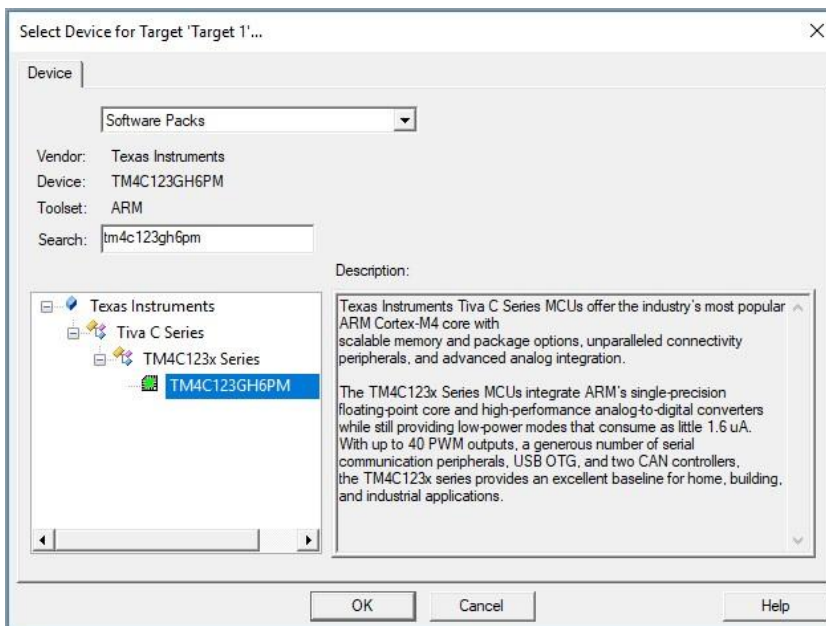 Select Device for Target 'Target 1'...
Device
Software Packs
Vendor: Texas Instruments
Device: TM4C123GH6PM
Toolset: ARM
Search: tm4c123gh6pm
Description:
Texas Instruments
Tiva C Series
TM4C123x Series
TM4C123GH6PM
Texas Instruments Tiva C Series MCUs offer the industry's most popular
ARM Cortex-M4 core with
scalable memory and package options, unparalleled connectivity
peripherals, and advanced analog integration.
The TM4C123x Series MCUs integrate ARM's single-precision
floating-point core and high-performance analog-to-digital converters
while still providing low-power modes that consume as little 1.6 uA.
With up to 40 PWM outputs, a generous number of serial
communication peripherals, USB OTG, and two CAN controllers,
the TM4C123x series provides an excellent baseline for home, building,
and industrial applications.
OK
Cancel
Help